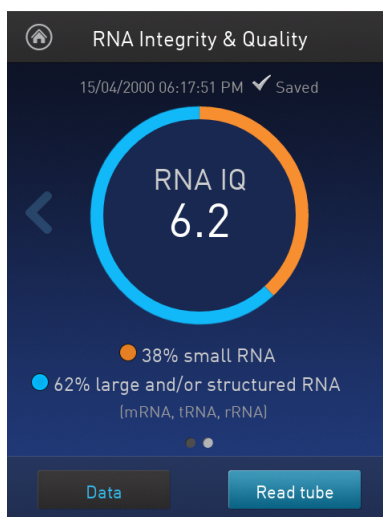 RNA Integrity & Quality
15/04/2000 06:17:51 PM Saved
RNA IQ
6.2
38% small RNA
62% large and/or structured RNA
(mRNA, tRNA, rRNA)
Data
Read tube